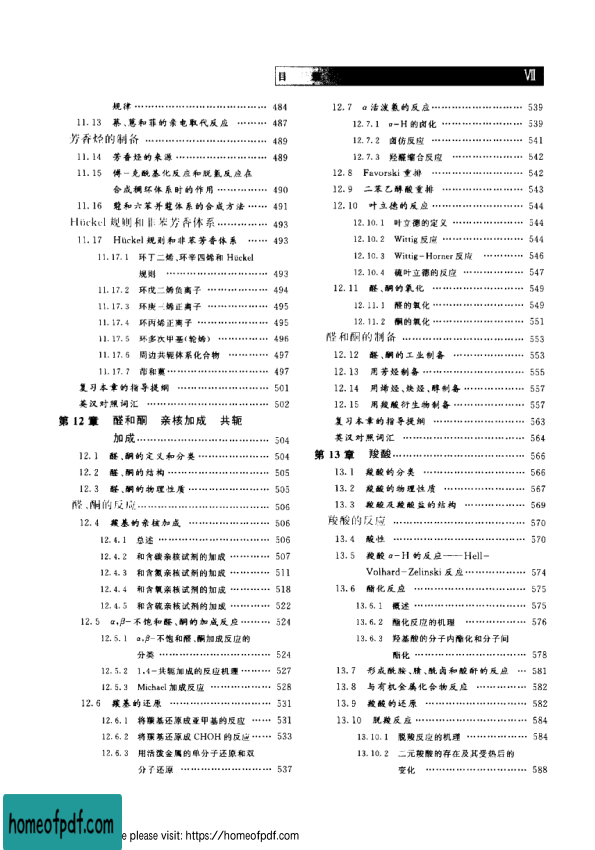 目 录 Ⅶ
规律 …………………………………… 484
11.13 萘、蒽和菲的亲电取代反应 ……… 487
芳香烃的制备 ………………………………… 489
11.14 芳香烃的来源 ……………………… 489
11.15 傅-克酰基化反应和脱氢反应在
合成稠环体系时的作用 …………… 490
11.16 联苯和六苯并苯体系的合成方法 …… 491
Hückel 规则和非苯芳香体系 …………… 493
11.17 Hückel 规则和非苯芳香体系 …… 493
11.17.1 环丁二烯、环辛四烯和 Hückel
规则 ………………………… 493
11.17.2 环戊二烯负离子 …………… 494
11.17.3 环庚三烯正离子 …………… 495
11.17.4 环丙烯正离子 ……………… 495
11.17.5 环多次甲基(轮烯) ………… 496
11.17.6 周边共轭体系化合物 ……… 497
11.17.7 …………………………… 497
复习本章的指导提纲 ……………………… 501
英汉对照词汇 ……………………………… 502
第 12 章 醛和酮 亲核加成 共轭
加成 ………………………………… 504
12.1 醛、酮的定义和分类 ………………… 504
12.2 醛、酮的结构 ………………………… 505
12.3 醛、酮的物理性质 …………………… 505
醛、酮的反应 ………………………………… 506
12.4 羰基的亲核加成 …………………… 506
12.4.1 总述 ………………………… 506
12.4.2 和含碳亲核试剂的加成 …… 507
12.4.3 和含氮亲核试剂的加成 …… 511
12.4.4 和含氧亲核试剂的加成 …… 518
12.4.5 和含硫亲核试剂的加成 …… 522
12.5 α,β-不饱和醛、酮的加成反应 ……… 524
12.5.1 α,β-不饱和醛、酮加成反应的
分类 ………………………… 524
12.5.2 1,4-共轭加成的反应机理 …… 527
12.5.3 Michael 加成反应 …………… 528
12.6 羰基的还原 ………………………… 531
12.6.1 将羰基还原成亚甲基的反应 …… 531
12.6.2 将羰基还原成 CHOH 的反应 …… 533
12.6.3 用活泼金属的单分子还原和双
分子还原 …………………… 537
12.7 α活泼氢的反应 ……………………… 539
12.7.1 α-H 的卤化 ………………… 539
12.7.2 卤仿反应 …………………… 541
12.7.3 羟醛缩合反应 ……………… 542
12.8 Favorski 重排 ……………………… 542
12.9 二苯乙醇酸重排 …………………… 543
12.10 叶立德的反应 ……………………… 544
12.10.1 叶立德的定义 ……………… 544
12.10.2 Wittig 反应 ………………… 544
12.10.3 Wittig-Horner 反应 ……… 546
12.10.4 硫叶立德的反应 …………… 547
12.11 醛、酮的氧化 ……………………… 549
12.11.1 醛的氧化 …………………… 549
12.11.2 酮的氧化 …………………… 551
醛和酮的制备 ………………………………… 553
12.12 醛、酮的工业制备 ………………… 553
12.13 用芳烃制备 ………………………… 555
12.14 用烯烃、炔烃、醇制备 ……………… 557
12.15 用羧酸衍生物制备 ………………… 557
复习本章的指导提纲 ……………………… 563
英汉对照词汇 ……………………………… 564
第 13 章 羧酸 ………………………………… 566
13.1 羧酸的分类 ………………………… 566
13.2 羧酸的物理性质 …………………… 567
13.3 羧酸及羧酸盐的结构 ……………… 569
羧酸的反应 ………………………………… 570
13.4 酸性 ………………………………… 570
13.5 羧酸 α-H 的反应——Hell-
Volhard-Zelinski 反应 …………… 574
13.6 酯化反应 …………………………… 575
13.6.1 概述 ………………………… 575
13.6.2 酯化反应的机理 …………… 576
13.6.3 羟基酸的分子内酯化和分子间
酯化 ………………………… 578
13.7 形成酰胺、腈、酰卤和酸酐的反应 … 581
13.8 与有机金属化合物反应 …………… 582
13.9 羧酸的还原 ………………………… 582
13.10 脱羧反应 …………………………… 584
13.10.1 脱羧反应的机理 …………… 584
13.10.2 二元羧酸的存在及其受热后的
变化 ………………………… 588
homeofpdf.com
e please visit: https://homeofpdf.com